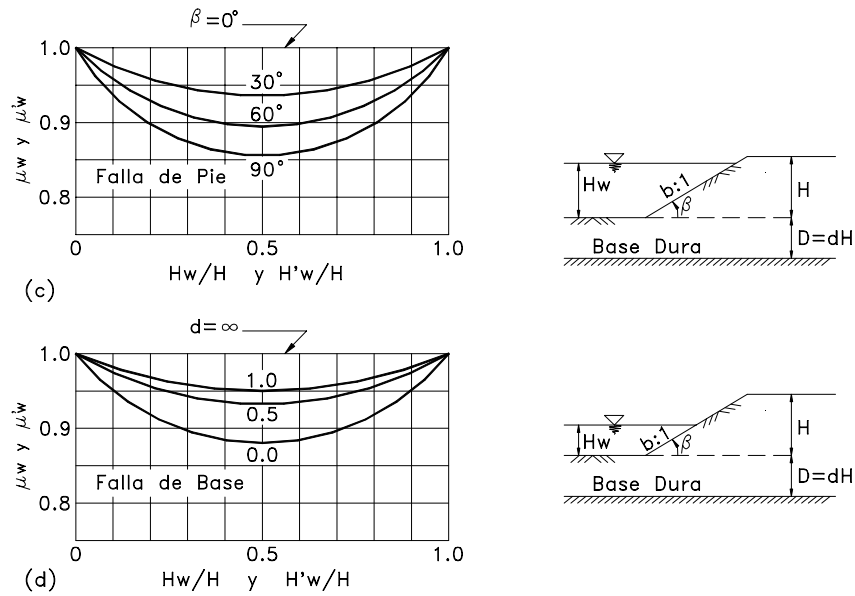 β=0°
1.0
0.9
0.8
μw y μ'w
30°
60°
90°
Falla de Pie
0
0.5
1.0
Hw/H y H'w/H
(c)
Hw
b:1
β
H
D=dH
Base Dura
d=∞
1.0
0.9
0.8
μw y μ'w
1.0
0.5
0.0
Falla de Base
0
0.5
1.0
Hw/H y H'w/H
(d)
Hw
b:1
β
H
D=dH
Base Dura